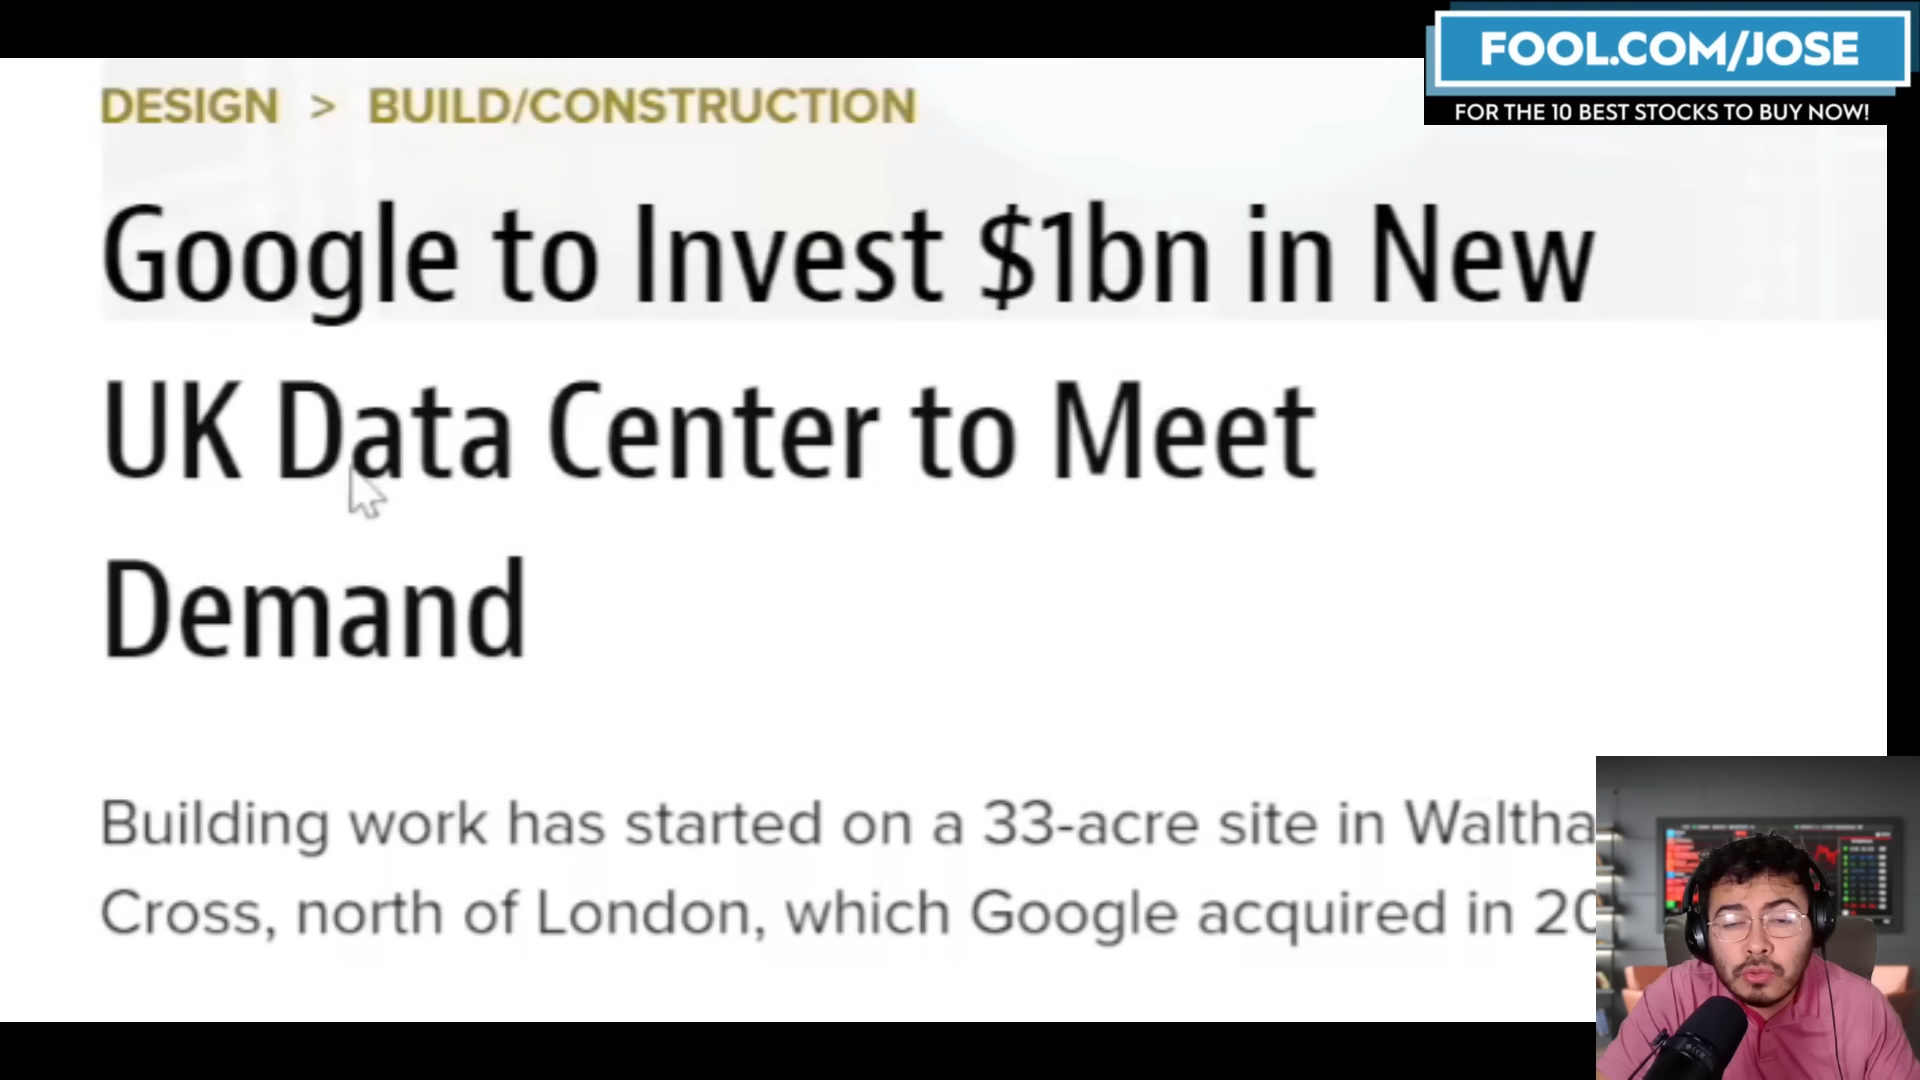 FOOL.COM/JOSE
FOR THE 10 BEST STOCKS TO BUY NOW!
DESIGN > BUILD/CONSTRUCTION
Google to Invest $1bn in New
UK Data Center to Meet
Demand
Building work has started on a 33-acre site in Waltha
Cross, north of London, which Google acquired in 20